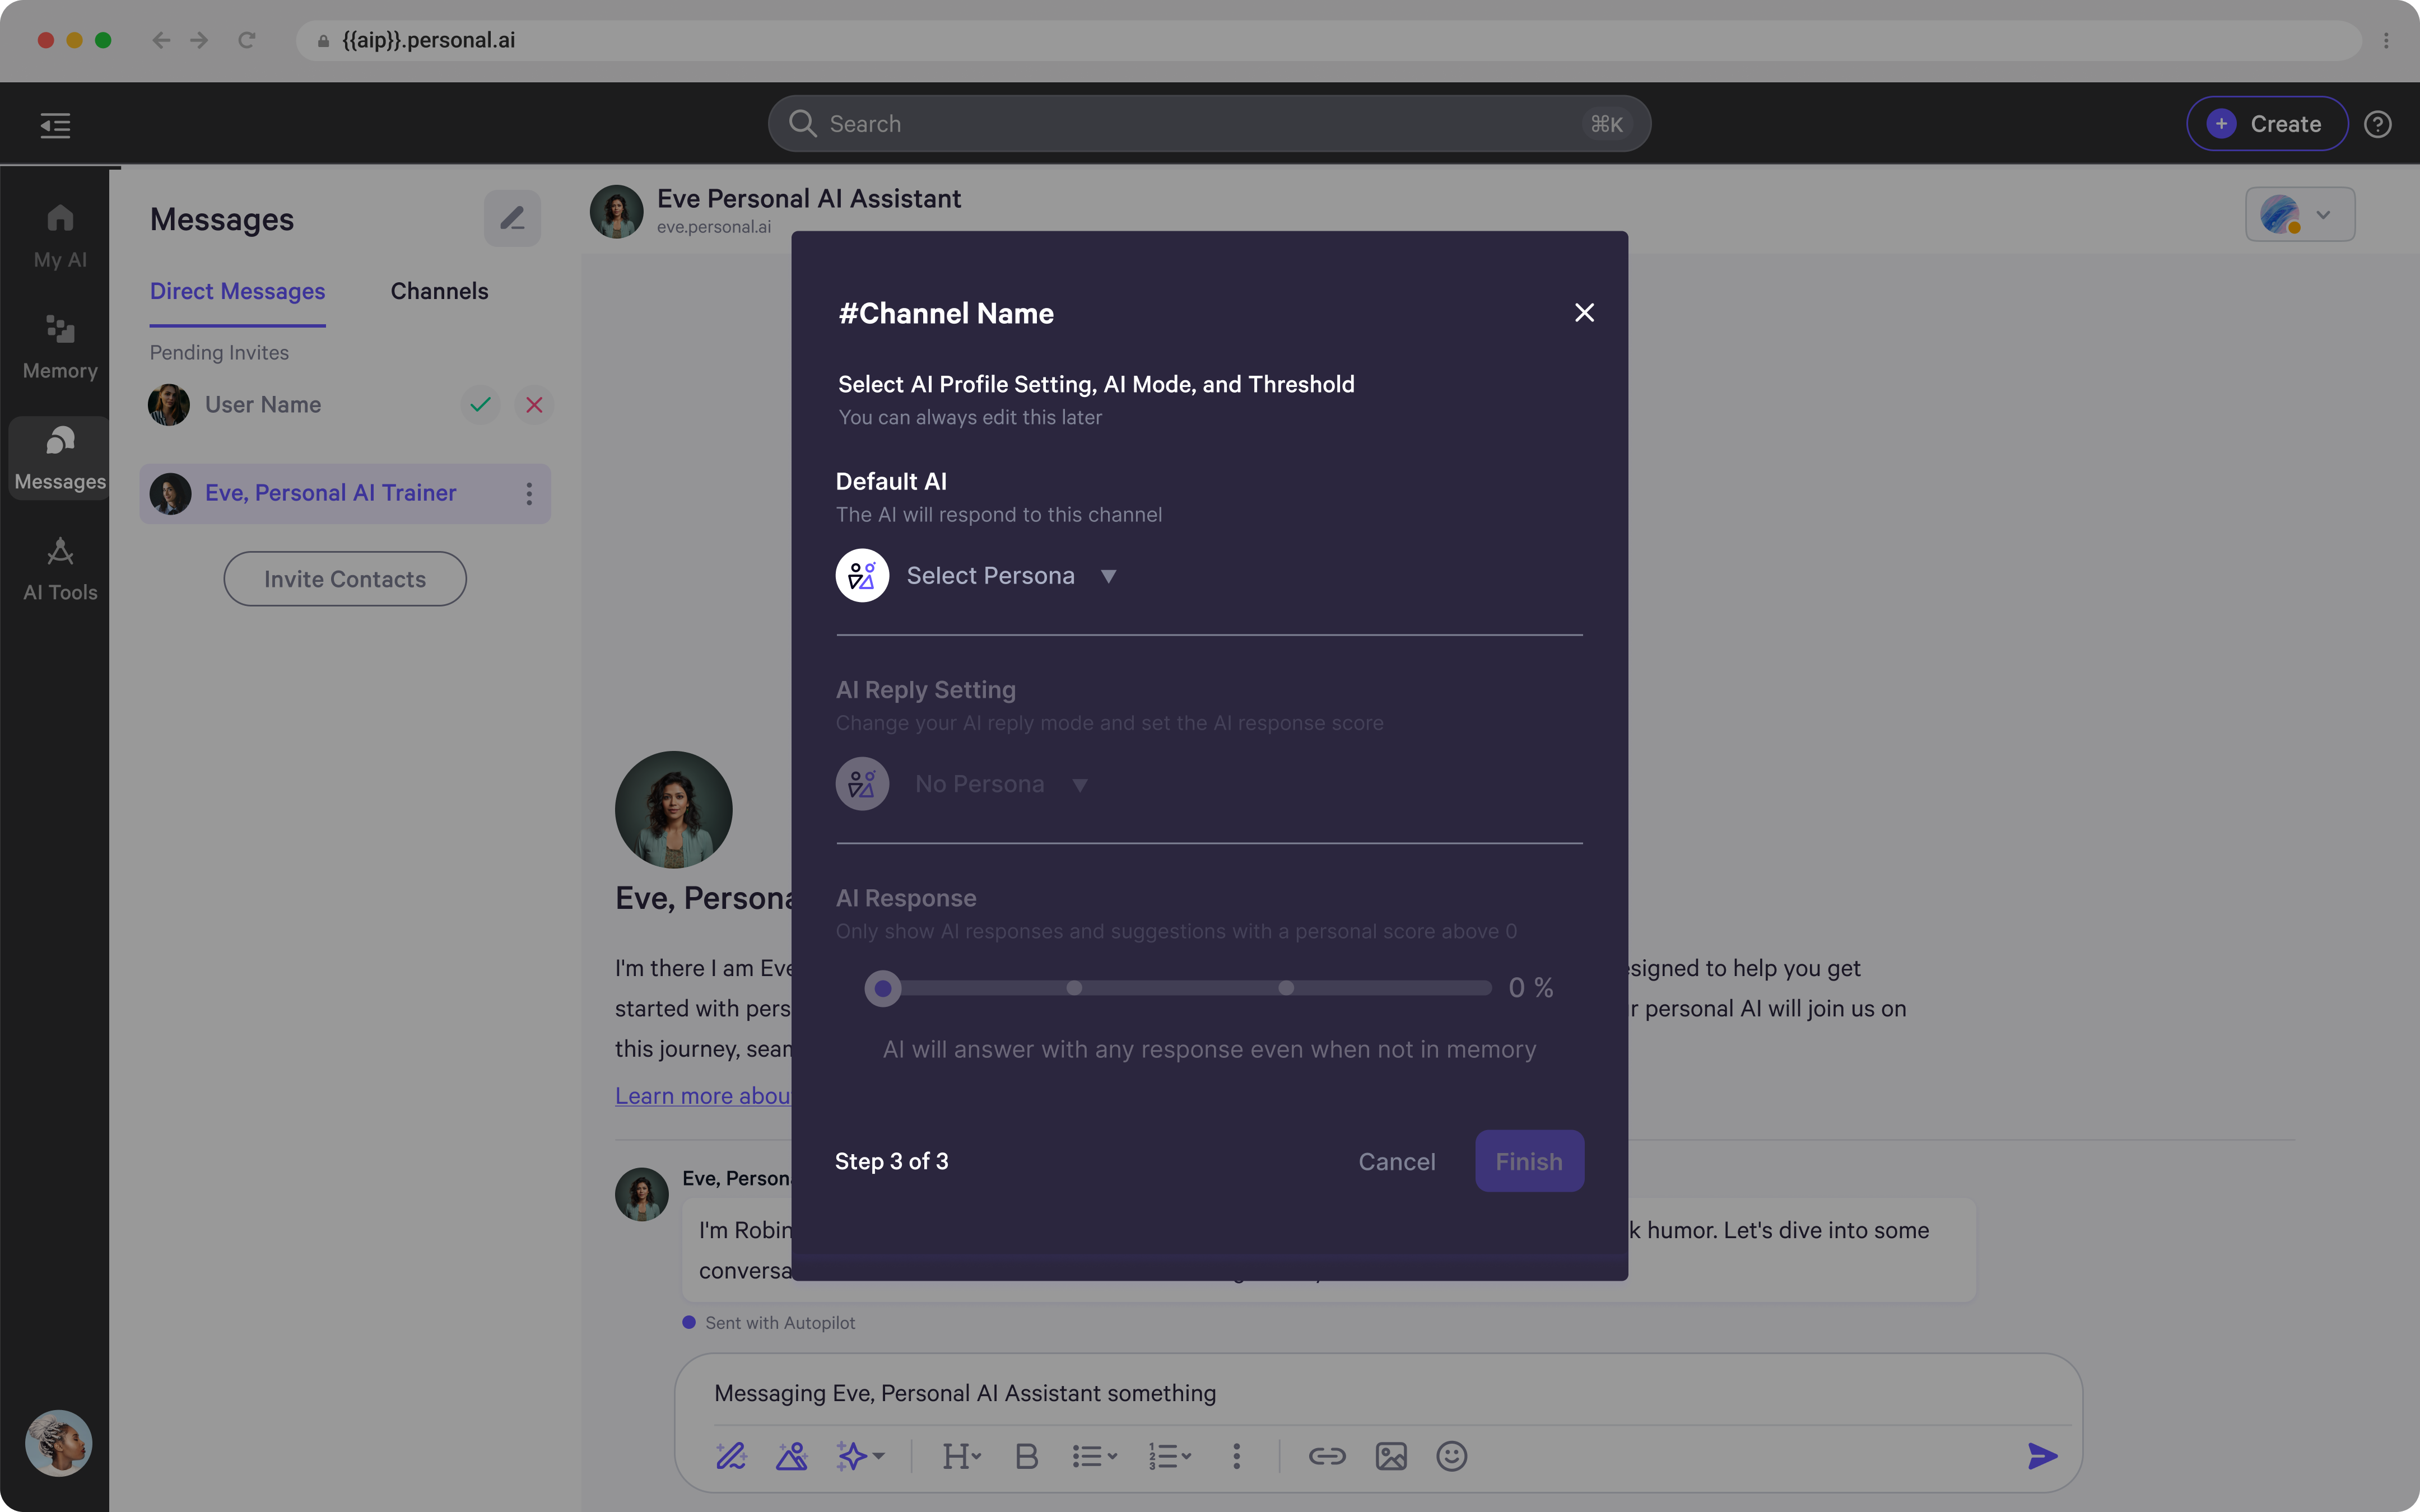 {{aip}}.personal.ai
Search
⌘K
Create
My AI
Memory
Messages
AI Tools
Messages
Direct Messages
Channels
Pending Invites
User Name
Eve, Personal AI Trainer
Invite Contacts
Eve Personal AI Assistant
eve.personal.ai
#Channel Name
Select AI Profile Setting, AI Mode, and Threshold
You can always edit this later
Default AI
The AI will respond to this channel
Select Persona
AI Reply Setting
Change your AI reply mode and set the AI response score
No Persona
AI Response
Only show AI responses and suggestions with a personal score above 0
0 %
AI will answer with any response even when not in memory
Step 3 of 3
Cancel
Finish
Eve, Persona
I'm there I am Eve
signed to help you get
started with pers
r personal AI will join us on
this journey, sear
Learn more abou
Eve, Person
I'm Robin
k humor. Let's dive into some
conversa
Sent with Autopilot
Messaging Eve, Personal AI Assistant something
H
B